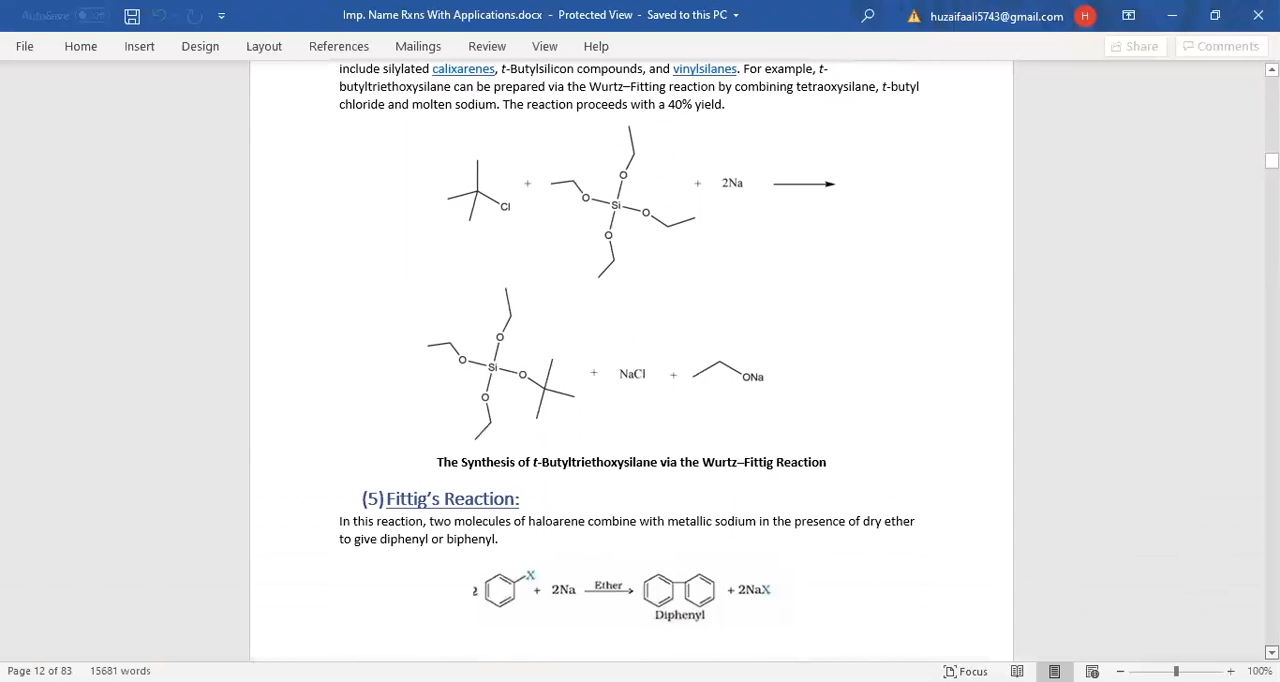 AutoSave
Imp. Name Rxns With Applications.docx - Protected View - Saved to this PC
huzaifaali5743@gmail.com
H
File Home Insert Design Layout References Mailings Review View Help Share Comments
include silylated calixarenes, t-Butylsilicon compounds, and vinylsilanes. For example, t-
butyltriethoxysilane can be prepared via the Wurtz–Fitting reaction by combining tetraoxysilane, t-butyl
chloride and molten sodium. The reaction proceeds with a 40% yield.
Cl + O O Si O O + 2Na
O O Si O O + NaCl + ONa
The Synthesis of t-Butyltriethoxysilane via the Wurtz–Fittig Reaction
(5) Fittig's Reaction:
In this reaction, two molecules of haloarene combine with metallic sodium in the presence of dry ether
to give diphenyl or biphenyl.
2 X + 2Na Ether + 2NaX
Diphenyl
Page 12 of 83 15681 words Focus 100%